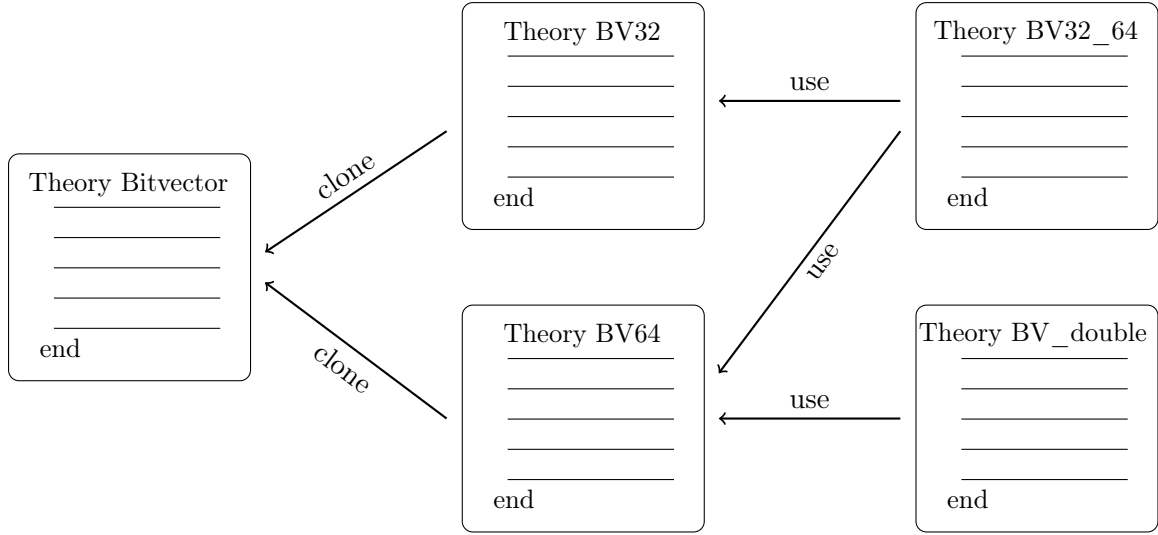 Theory Bitvector
end
clone
clone
Theory BV32
end
Theory BV64
end
use
use
use
Theory BV32_64
end
Theory BV_double
end